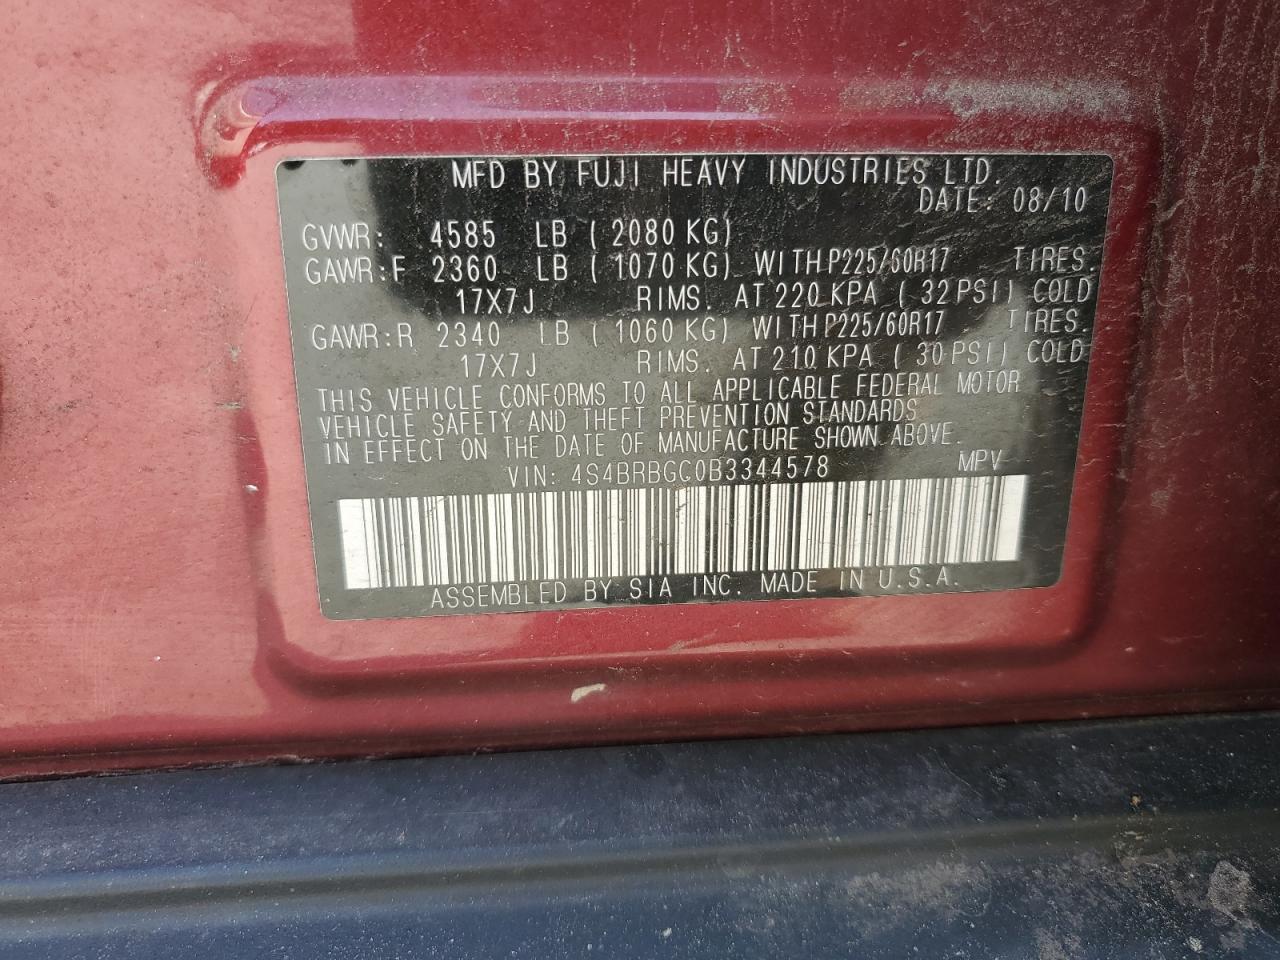 MFD BY FUJI HEAVY INDUSTRIES LTD.
DATE: 08/10
GVWR: 4585 LB ( 2080 KG)
GAWR:F 2360 LB ( 1070 KG) WITH P225/60R17 TIRES.
17X7J RIMS. AT 220 KPA ( 32 PSI) COLD
GAWR:R 2340 LB ( 1060 KG) WITH P225/60R17 TIRES.
17X7J RIMS. AT 210 KPA ( 30 PSI) COLD
THIS VEHICLE CONFORMS TO ALL APPLICABLE FEDERAL MOTOR
VEHICLE SAFETY AND THEFT PREVENTION STANDARDS
IN EFFECT ON THE DATE OF MANUFACTURE SHOWN ABOVE.
VIN: 4S4BRBGC0B3344578 MPV
ASSEMBLED BY SIA INC. MADE IN U.S.A.